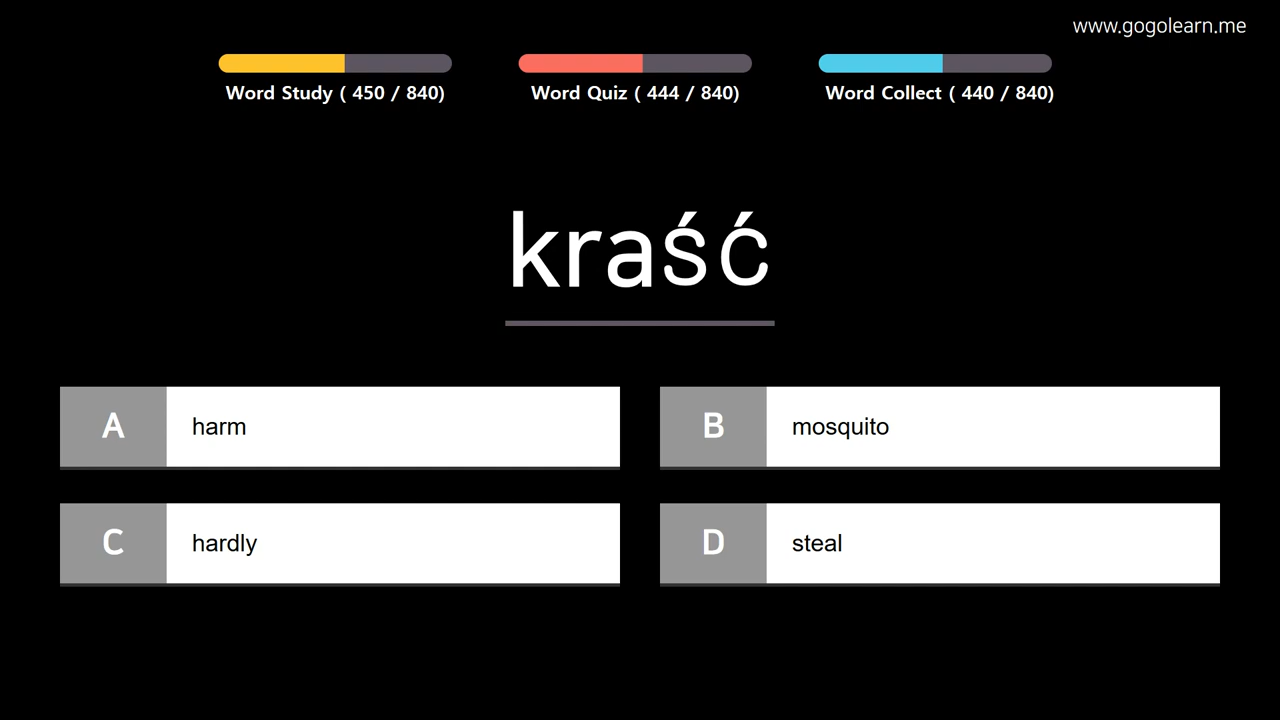 www.gogolearn.me
Word Study ( 450 / 840)
Word Quiz ( 444 / 840)
Word Collect ( 440 / 840)
kraść
A harm
B mosquito
C hardly
D steal